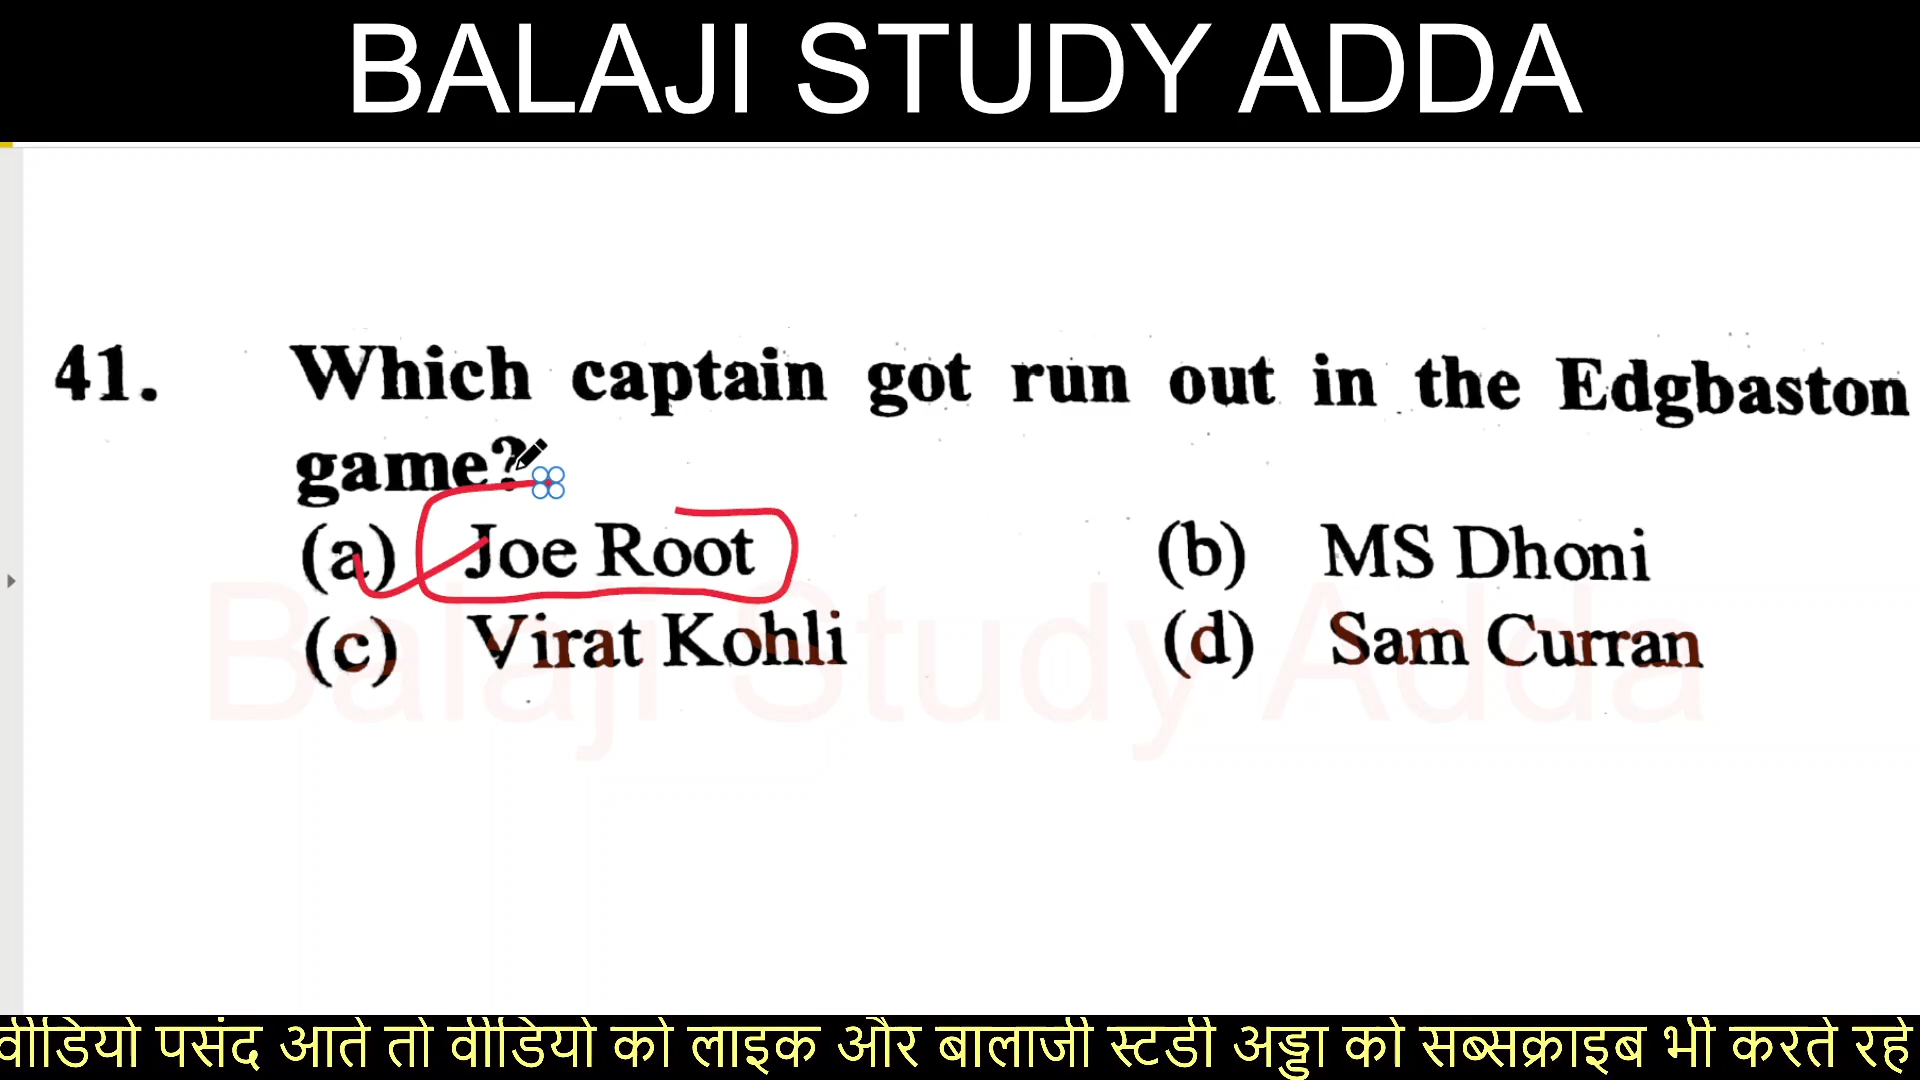 BALAJI STUDY ADDA
41. Which captain got run out in the Edgbaston
game?
(a) Joe Root (b) MS Dhoni
(c) Virat Kohli (d) Sam Curran
Balaji Study Adda
वीडियो पसंद आते तो वीडियो को लाइक और बालाजी स्टडी अड्डा को सब्सक्राइब भी करते रहे